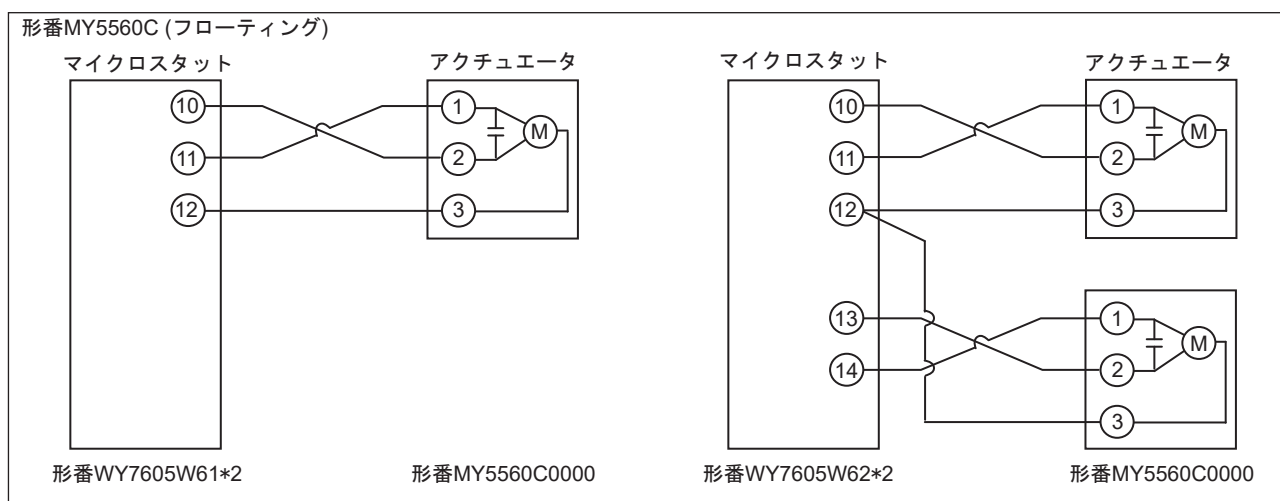 形番MY5560C (フローティング)
マイクロスタット
アクチュエータ
10
11
12
1
2
3
M
形番WY7605W61*2
形番MY5560C0000
マイクロスタット
アクチュエータ
10
11
12
13
14
1
2
3
M
1
2
3
M
形番WY7605W62*2
形番MY5560C0000